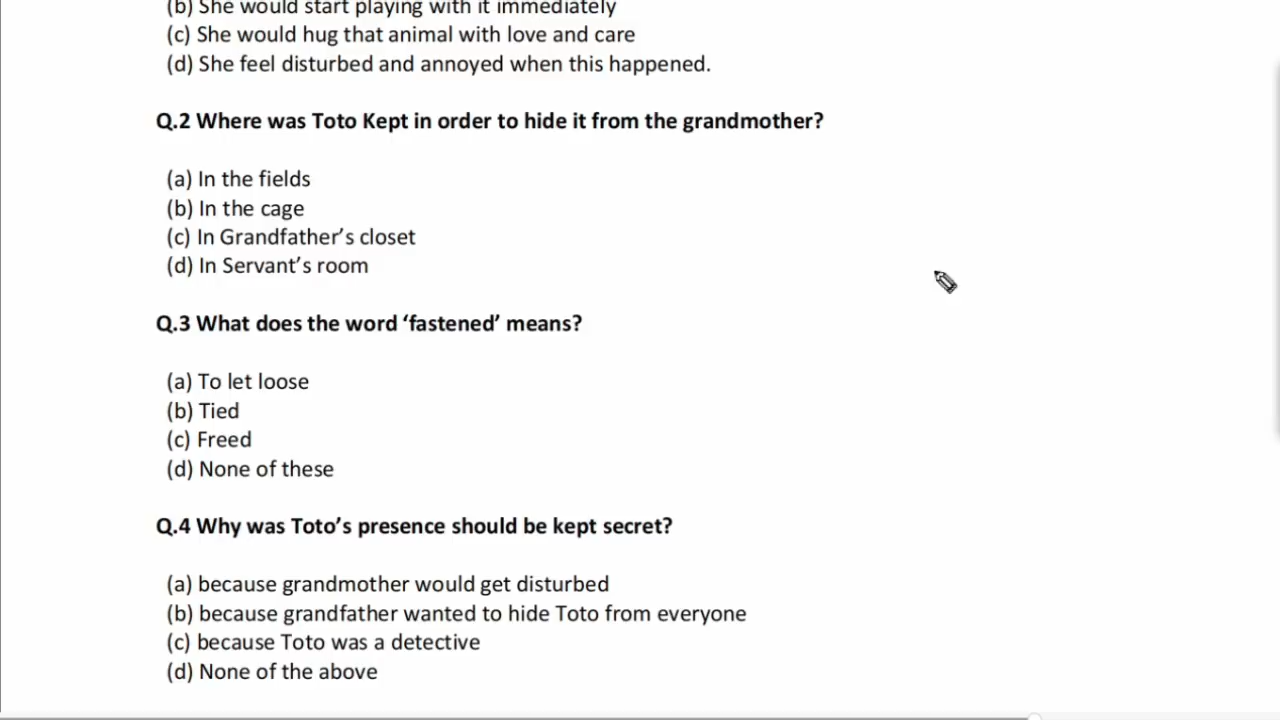 (b) She would start playing with it immediately
(c) She would hug that animal with love and care
(d) She feel disturbed and annoyed when this happened.
Q.2 Where was Toto Kept in order to hide it from the grandmother?
(a) In the fields
(b) In the cage
(c) In Grandfather’s closet
(d) In Servant’s room
Q.3 What does the word ‘fastened’ means?
(a) To let loose
(b) Tied
(c) Freed
(d) None of these
Q.4 Why was Toto’s presence should be kept secret?
(a) because grandmother would get disturbed
(b) because grandfather wanted to hide Toto from everyone
(c) because Toto was a detective
(d) None of the above